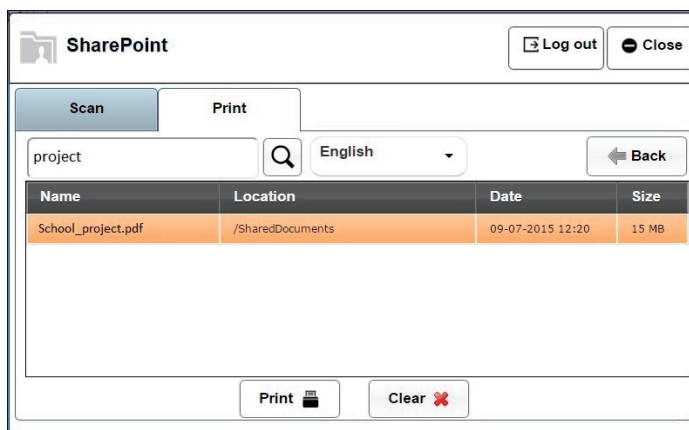 SharePoint
Log out
Close
Scan
Print
project
English
Back
Name Location Date Size
School_project.pdf /SharedDocuments 09-07-2015 12:20 15 MB
Print
Clear